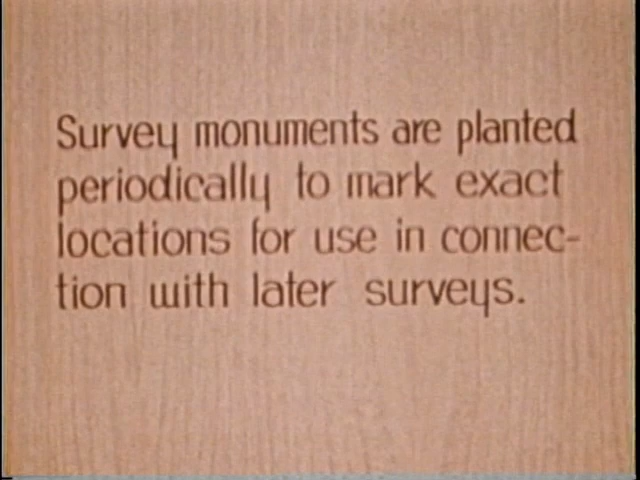 Survey monuments are planted
periodically to mark exact
locations for use in connec-
tion with later surveys.